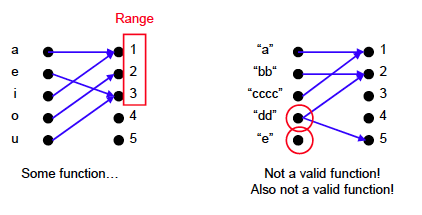 Range
a 1
e 2
i 3
o 4
u 5
Some function…
“a” 1
“bb“ 2
“cccc” 3
“dd” 4
“e” 5
Not a valid function!
Also not a valid function!